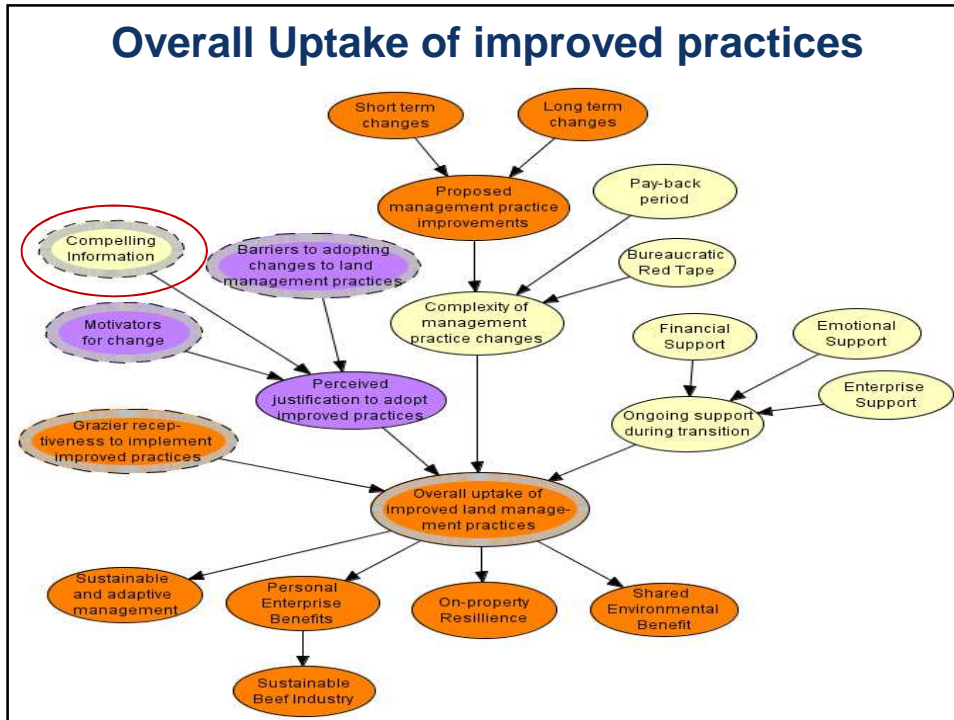 Overall Uptake of improved practices
Short term
changes
Long term
changes
Proposed
management practice
improvements
Pay-back
period
Compelling
Information
Barriers to adopting
changes to land
management practices
Bureaucratic
Red Tape
Motivators
for change
Complexity of
management
practice changes
Financial
Support
Emotional
Support
Perceived
justification to adopt
improved practices
Enterprise
Support
Grazier recep-
tiveness to implement
improved practices
Ongoing support
during transition
Overall uptake of
improved land manage-
ment practices
Sustainable
and adaptive
management
Personal
Enterprise
Benefits
On-property
Resillience
Shared
Environmental
Benefit
Sustainable
Beef Industry